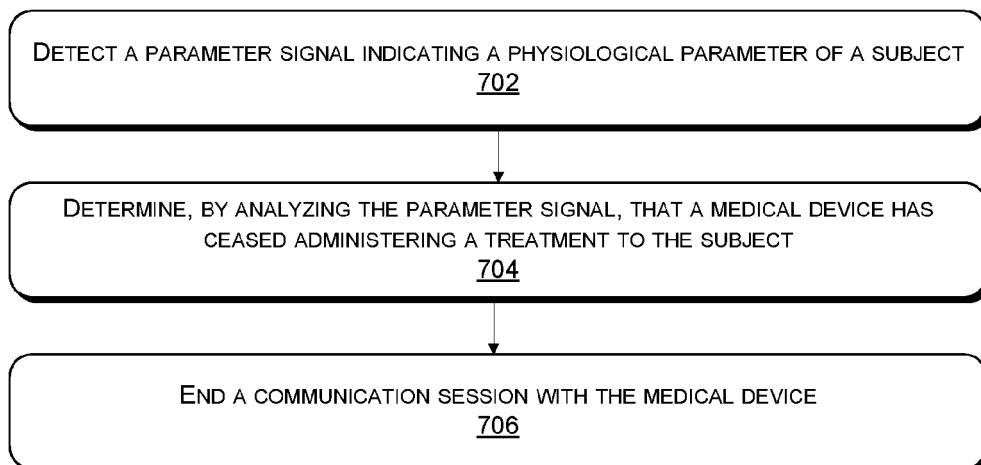 DETECT A PARAMETER SIGNAL INDICATING A PHYSIOLOGICAL PARAMETER OF A SUBJECT
702
DETERMINE, BY ANALYZING THE PARAMETER SIGNAL, THAT A MEDICAL DEVICE HAS
CEASED ADMINISTERING A TREATMENT TO THE SUBJECT
704
END A COMMUNICATION SESSION WITH THE MEDICAL DEVICE
706